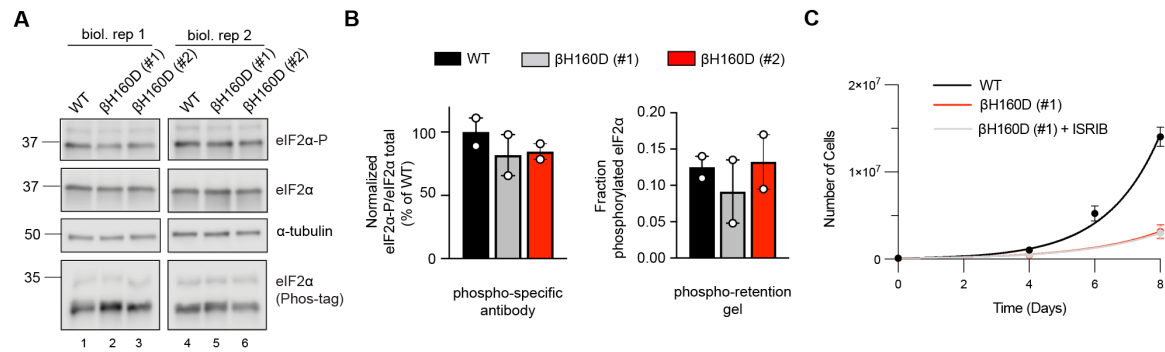 A
biol. rep 1
biol. rep 2
WT
βH160D (#1)
βH160D (#2)
WT
βH160D (#1)
βH160D (#2)
37
eIF2α-P
37
eIF2α
50
α-tubulin
35
eIF2α
(Phos-tag)
1 2 3 4 5 6
B
WT
βH160D (#1)
βH160D (#2)
Normalized
eIF2α-P/eIF2α total
(% of WT)
100
50
0
phospho-specific
antibody
Fraction
phosphorylated eIF2α
0.20
0.15
0.10
0.05
0.00
phospho-retention
gel
C
WT
βH160D (#1)
βH160D (#1) + ISRIB
Number of Cells
2×10⁷
1×10⁷
0
0 2 4 6 8
Time (Days)